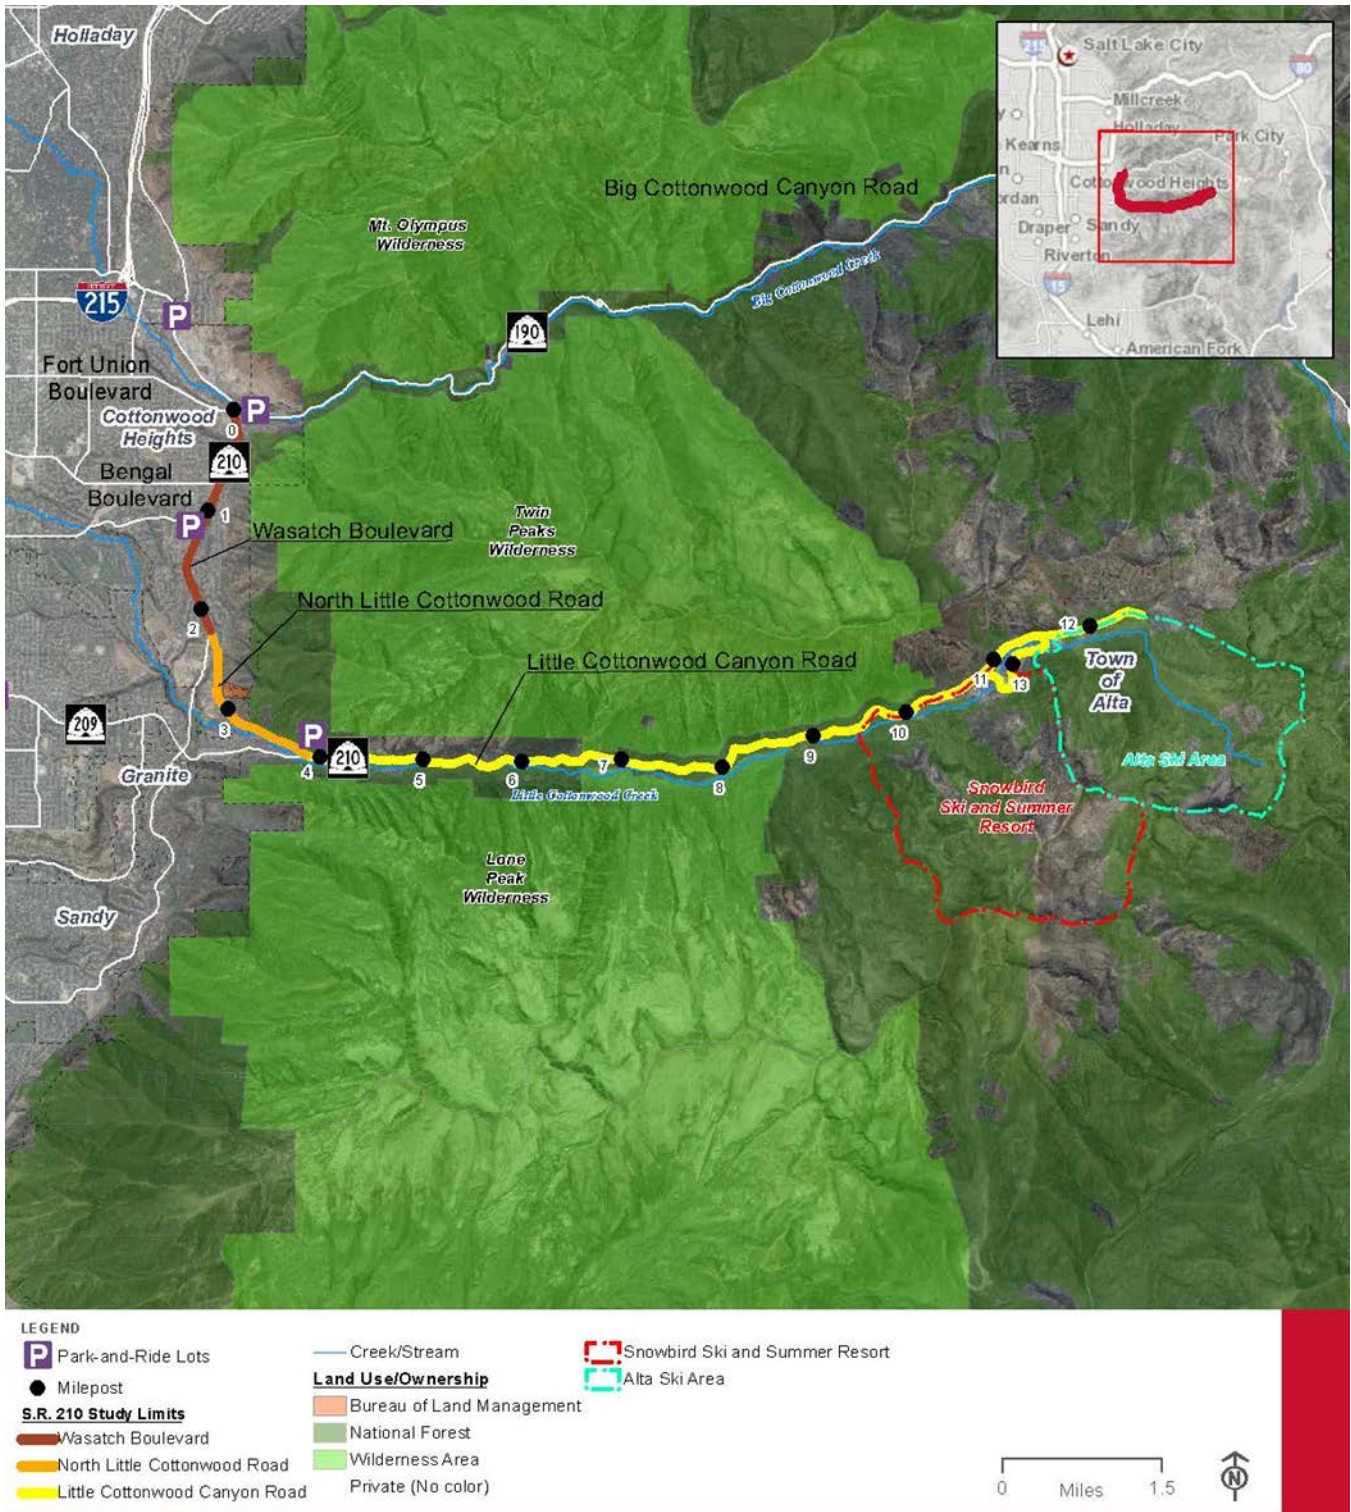 Holladay
Big Cottonwood Canyon Road
Mt. Olympus
Wilderness
Big Cottonwood Creek
215
P
190
Fort Union
Boulevard
P
Cottonwood
Heights
0
210
Bengal
Boulevard
1
P
Wasatch Boulevard
Twin
Peaks
Wilderness
North Little Cottonwood Road
2
Little Cottonwood Canyon Road
12
11
13
Town
of
Alta
209
3
P
4
210
5
6
7
8
9
10
Granite
Little Cottonwood Creek
Alta Ski Area
Snowbird
Ski and Summer
Resort
Lone
Peak
Wilderness
Sandy
215
Salt Lake City
80
Millcreek
Holladay
Park City
Kearns
Cottonwood Heights
ordan
Draper
Sandy
Riverton
15
Lehi
American Fork
LEGEND
P Park-and-Ride Lots
Milepost
S.R. 210 Study Limits
Wasatch Boulevard
North Little Cottonwood Road
Little Cottonwood Canyon Road
Creek/Stream
Land Use/Ownership
Bureau of Land Management
National Forest
Wilderness Area
Private (No color)
Snowbird Ski and Summer Resort
Alta Ski Area
0 Miles 1.5
N